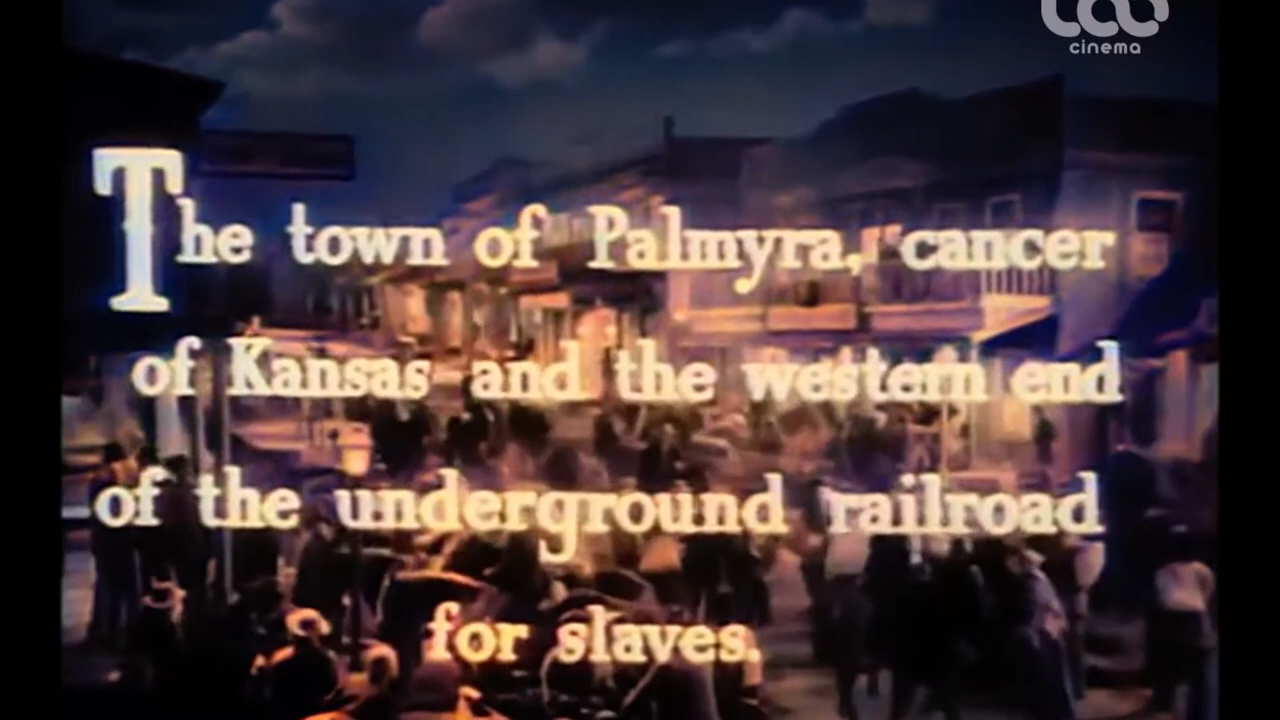 cinema
The town of Palmyra, cancer
of Kansas and the western end
of the underground railroad
for slaves.